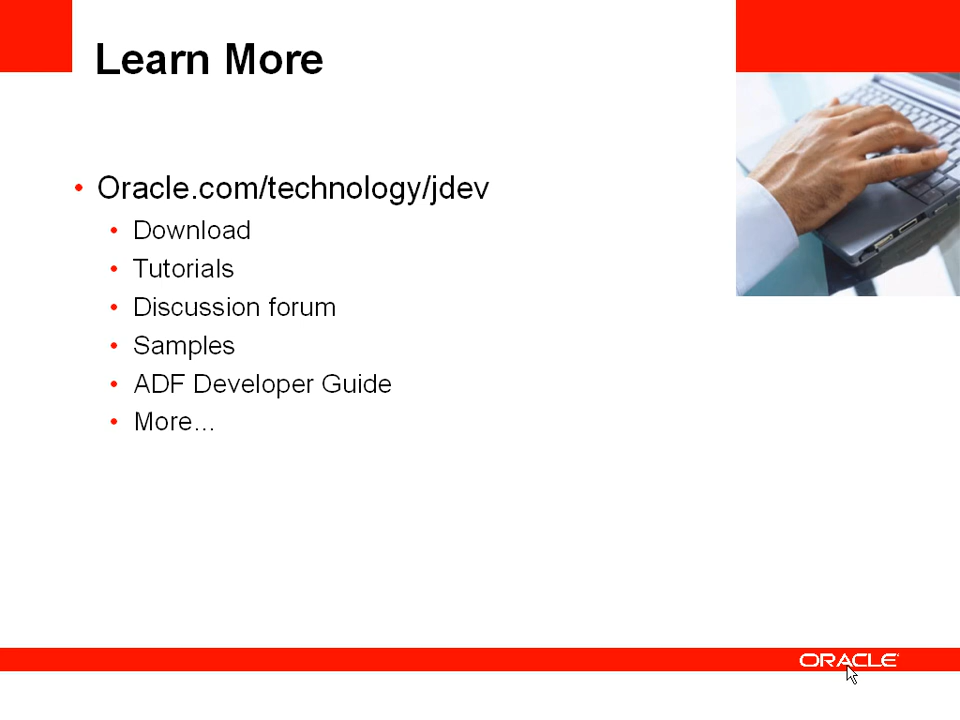 Learn More
• Oracle.com/technology/jdev
• Download
• Tutorials
• Discussion forum
• Samples
• ADF Developer Guide
• More...
ORACLE